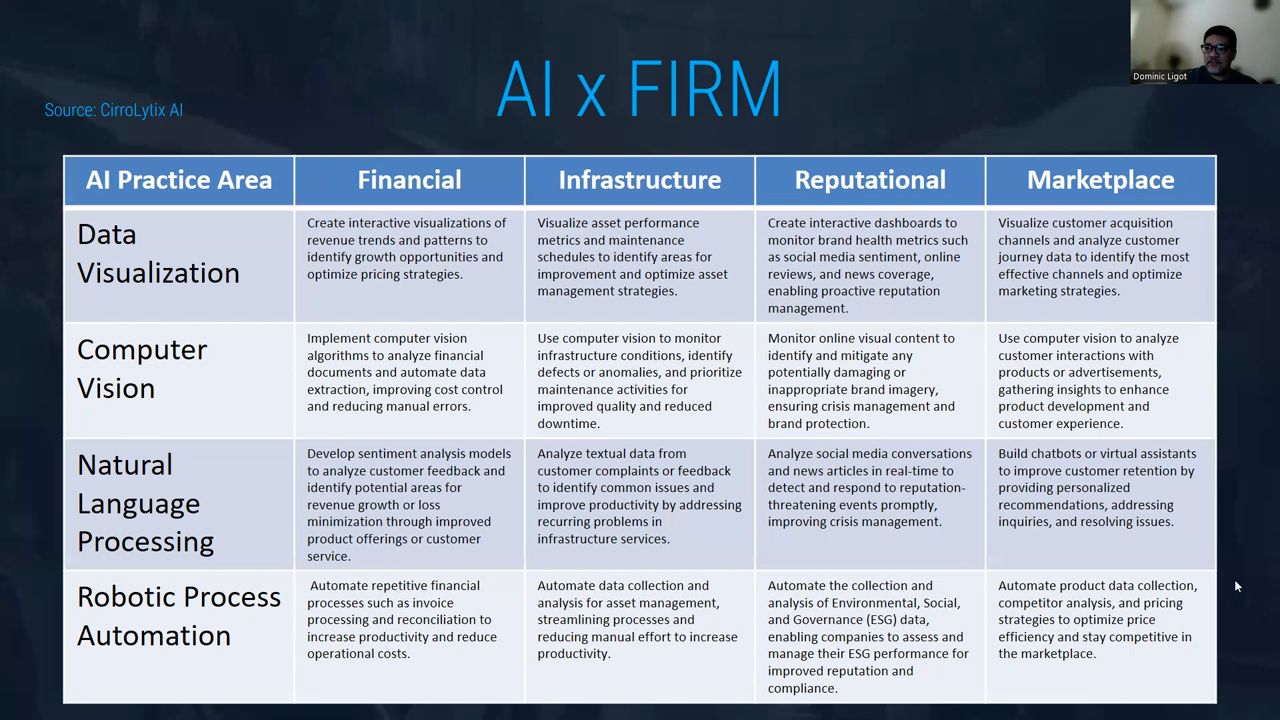 Dominic Ligot
AI x FIRM
Source: CirroLytix AI
AI Practice Area
Financial
Infrastructure
Reputational
Marketplace
Data
Visualization
Create interactive visualizations of
revenue trends and patterns to
identify growth opportunities and
optimize pricing strategies.
Visualize asset performance
metrics and maintenance
schedules to identify areas for
improvement and optimize asset
management strategies.
Create interactive dashboards to
monitor brand health metrics such
as social media sentiment, online
reviews, and news coverage,
enabling proactive reputation
management.
Visualize customer acquisition
channels and analyze customer
journey data to identify the most
effective channels and optimize
marketing strategies.
Computer
Vision
Implement computer vision
algorithms to analyze financial
documents and automate data
extraction, improving cost control
and reducing manual errors.
Use computer vision to monitor
infrastructure conditions, identify
defects or anomalies, and prioritize
maintenance activities for
improved quality and reduced
downtime.
Monitor online visual content to
identify and mitigate any
potentially damaging or
inappropriate brand imagery,
ensuring crisis management and
brand protection.
Use computer vision to analyze
customer interactions with
products or advertisements,
gathering insights to enhance
product development and
customer experience.
Natural
Language
Processing
Develop sentiment analysis models
to analyze customer feedback and
identify potential areas for
revenue growth or loss
minimization through improved
product offerings or customer
service.
Analyze textual data from
customer complaints or feedback
to identify common issues and
improve productivity by addressing
recurring problems in
infrastructure services.
Analyze social media conversations
and news articles in real-time to
detect and respond to reputation-
threatening events promptly,
improving crisis management.
Build chatbots or virtual assistants
to improve customer retention by
providing personalized
recommendations, addressing
inquiries, and resolving issues.
Robotic Process
Automation
Automate repetitive financial
processes such as invoice
processing and reconciliation to
increase productivity and reduce
operational costs.
Automate data collection and
analysis for asset management,
streamlining processes and
reducing manual effort to increase
productivity.
Automate the collection and
analysis of Environmental, Social,
and Governance (ESG) data,
enabling companies to assess and
manage their ESG performance for
improved reputation and
compliance.
Automate product data collection,
competitor analysis, and pricing
strategies to optimize price
efficiency and stay competitive in
the marketplace.